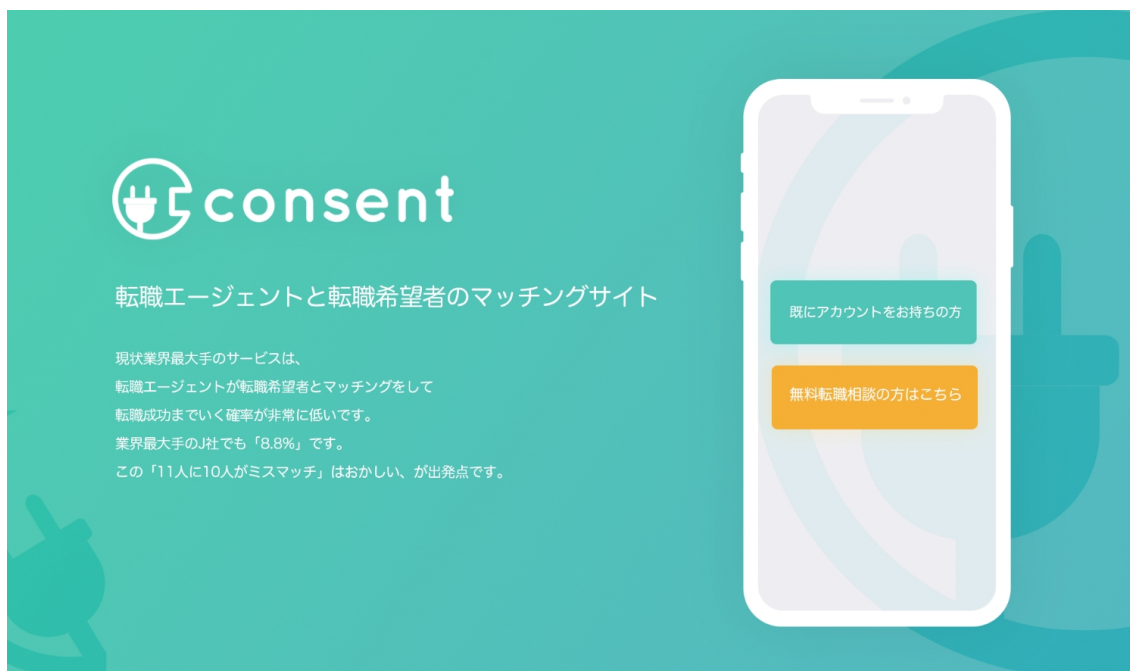 consent
転職エージェントと転職希望者のマッチングサイト
現状業界最大手のサービスは、
転職エージェントが転職希望者とマッチングをして
転職成功までいく確率が非常に低いです。
業界最大手のJ社でも「8.8%」です。
この「11人に10人がミスマッチ」はおかしい、が出発点です。
既にアカウントをお持ちの方
無料転職相談の方はこちら